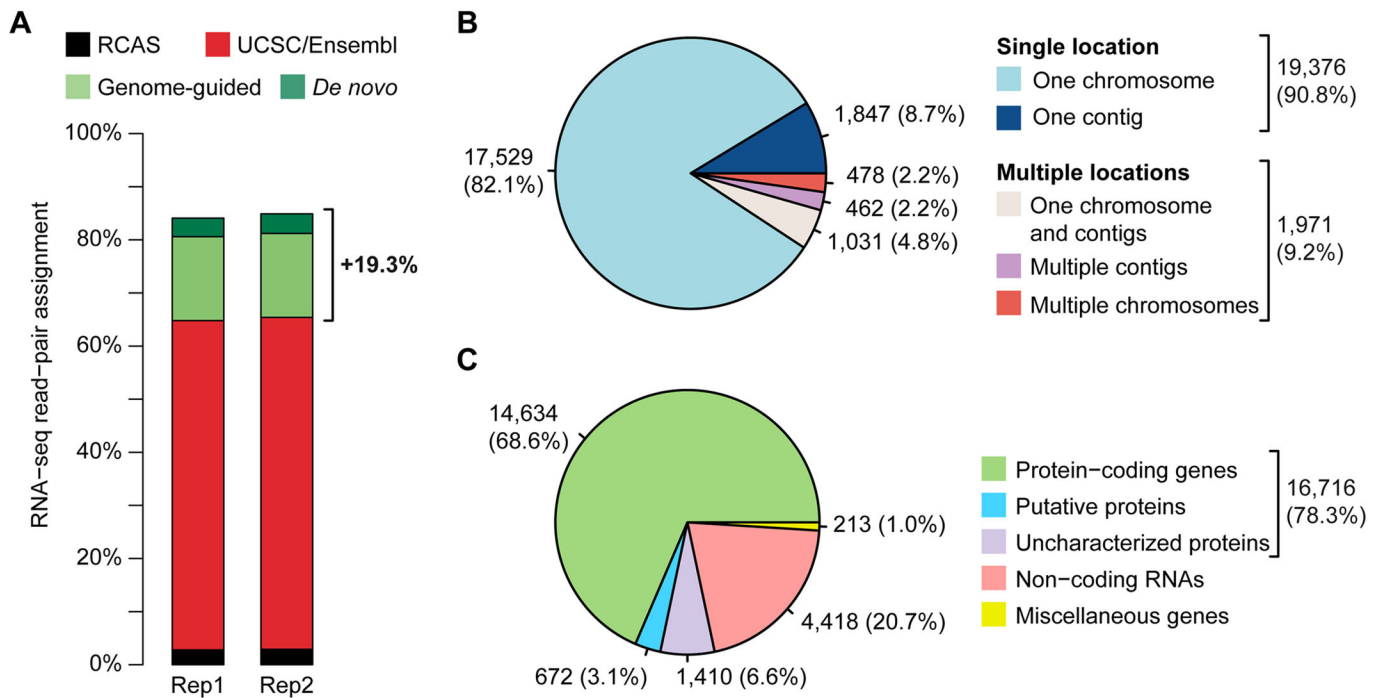 A
RCAS
UCSC/Ensembl
Genome-guided
De novo
RNA-seq read-pair assignment
100%
80%
60%
40%
20%
0%
+19.3%
Rep1
Rep2
B
17,529
(82.1%)
1,847 (8.7%)
478 (2.2%)
462 (2.2%)
1,031 (4.8%)
Single location
One chromosome
One contig
19,376
(90.8%)
Multiple locations
One chromosome
and contigs
Multiple contigs
Multiple chromosomes
1,971
(9.2%)
C
14,634
(68.6%)
213 (1.0%)
4,418 (20.7%)
1,410 (6.6%)
672 (3.1%)
Protein-coding genes
Putative proteins
Uncharacterized proteins
Non-coding RNAs
Miscellaneous genes
16,716
(78.3%)